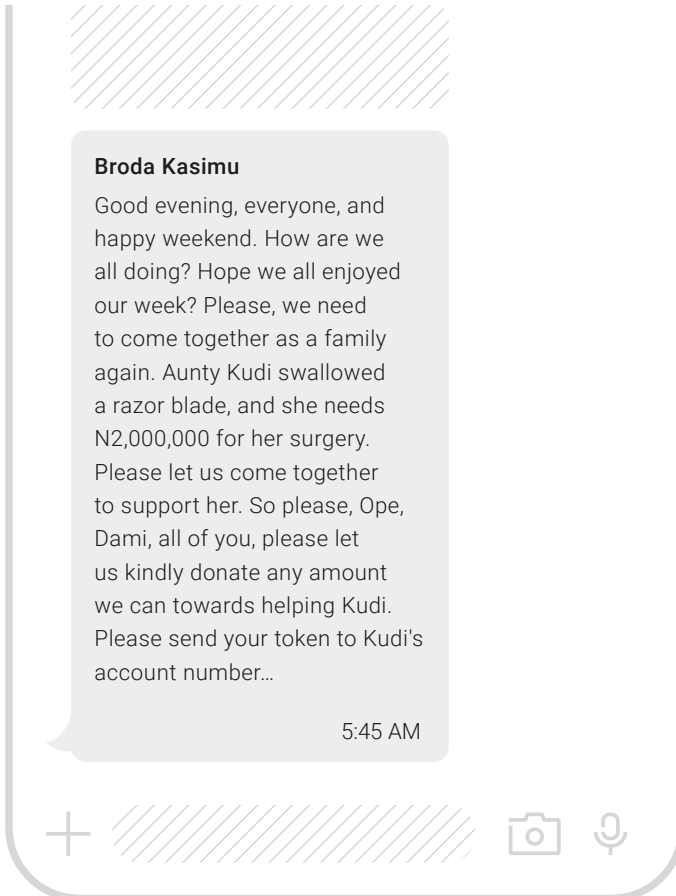 Broda Kasimu
Good evening, everyone, and
happy weekend. How are we
all doing? Hope we all enjoyed
our week? Please, we need
to come together as a family
again. Aunty Kudi swallowed
a razor blade, and she needs
N2,000,000 for her surgery.
Please let us come together
to support her. So please, Ope,
Dami, all of you, please let
us kindly donate any amount
we can towards helping Kudi.
Please send your token to Kudi's
account number…
5:45 AM